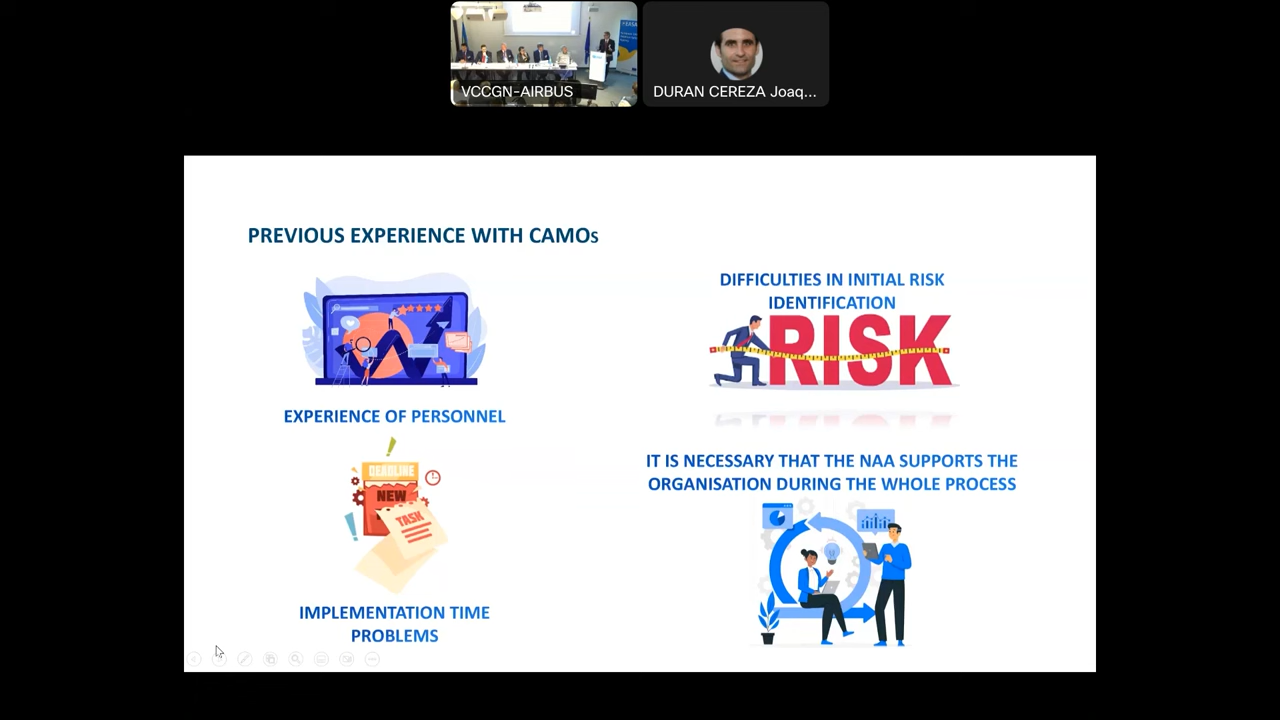 VCCGN-AIRBUS
DURAN CEREZA Joaq...
PREVIOUS EXPERIENCE WITH CAMOs
EXPERIENCE OF PERSONNEL
DEADLINE
NEW
TASK
IMPLEMENTATION TIME
PROBLEMS
DIFFICULTIES IN INITIAL RISK
IDENTIFICATION
RISK
IT IS NECESSARY THAT THE NAA SUPPORTS THE
ORGANISATION DURING THE WHOLE PROCESS